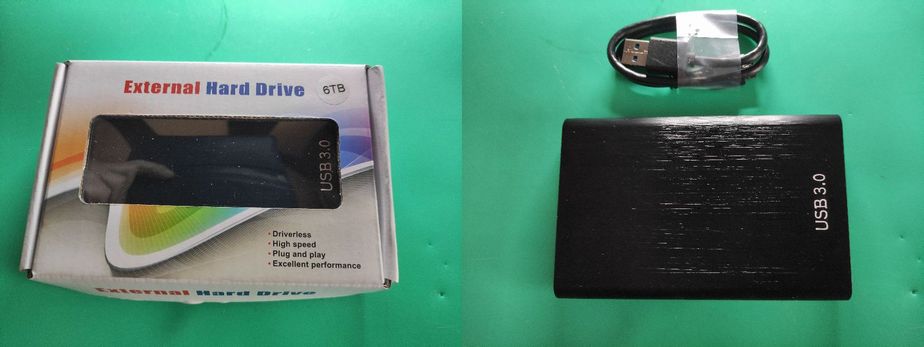 External Hard Drive
6TB
USB 3.0
• Driverless
• High speed
• Plug and play
• Excellent performance
External Hard Drive
USB 3.0